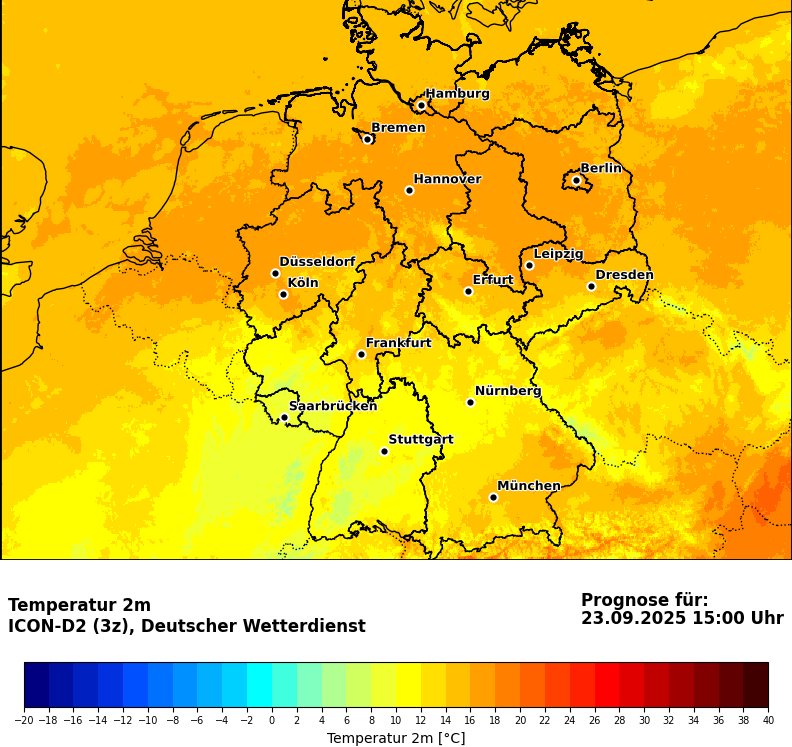 Hamburg
Bremen
Berlin
Hannover
Leipzig
Düsseldorf
Dresden
Köln
Erfurt
Frankfurt
Nürnberg
Saarbrücken
Stuttgart
München
Temperatur 2m
ICON-D2 (3z), Deutscher Wetterdienst
Prognose für:
23.09.2025 15:00 Uhr
−20 −18 −16 −14 −12 −10 −8 −6 −4 −2 0 2 4 6 8 10 12 14 16 18 20 22 24 26 28 30 32 34 36 38 40
Temperatur 2m [°C]